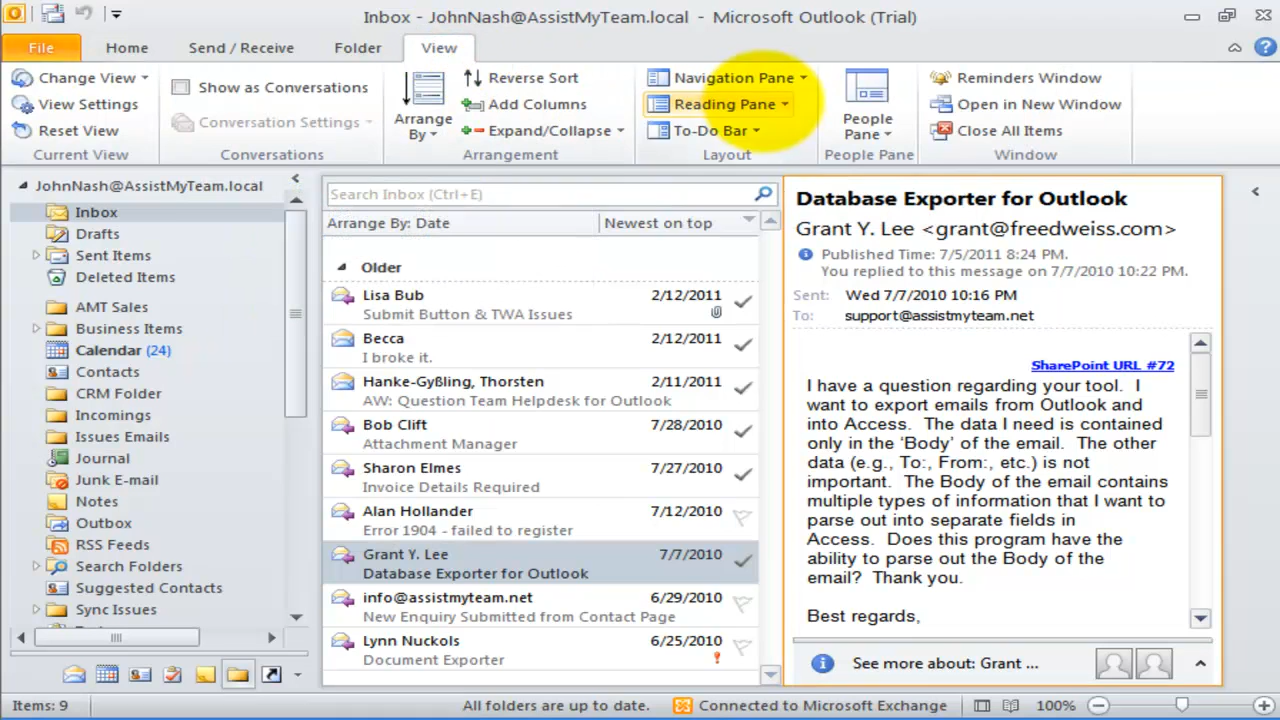 Inbox - JohnNash@AssistMyTeam.local - Microsoft Outlook (Trial)
File Home Send / Receive Folder View
Change View
View Settings
Reset View
Current View
Show as Conversations
Conversation Settings
Conversations
Arrange By
Reverse Sort
Add Columns
Expand/Collapse
Arrangement
Navigation Pane
Reading Pane
To-Do Bar
Layout
People Pane
People Pane
Reminders Window
Open in New Window
Close All Items
Window
JohnNash@AssistMyTeam.local
Inbox
Drafts
Sent Items
Deleted Items
AMT Sales
Business Items
Calendar (24)
Contacts
CRM Folder
Incomings
Issues Emails
Journal
Junk E-mail
Notes
Outbox
RSS Feeds
Search Folders
Suggested Contacts
Sync Issues
Search Inbox (Ctrl+E)
Arrange By: Date Newest on top
Older
Lisa Bub 2/12/2011
Submit Button & TWA Issues
Becca 2/12/2011
I broke it.
Hanke-Gyßling, Thorsten 2/11/2011
AW: Question Team Helpdesk for Outlook
Bob Clift 7/28/2010
Attachment Manager
Sharon Elmes 7/27/2010
Invoice Details Required
Alan Hollander 7/12/2010
Error 1904 - failed to register
Grant Y. Lee 7/7/2010
Database Exporter for Outlook
info@assistmyteam.net 6/29/2010
New Enquiry Submitted from Contact Page
Lynn Nuckols 6/25/2010
Document Exporter
Database Exporter for Outlook
Grant Y. Lee <grant@freedweiss.com>
Published Time: 7/5/2011 8:24 PM.
You replied to this message on 7/7/2010 10:22 PM.
Sent: Wed 7/7/2010 10:16 PM
To: support@assistmyteam.net
SharePoint URL #72
I have a question regarding your tool. I
want to export emails from Outlook and
into Access. The data I need is contained
only in the ‘Body’ of the email. The other
data (e.g., To:, From:, etc.) is not
important. The Body of the email contains
multiple types of information that I want to
parse out into separate fields in
Access. Does this program have the
ability to parse out the Body of the
email? Thank you.
Best regards,
See more about: Grant ...
Items: 9 All folders are up to date. Connected to Microsoft Exchange 100%